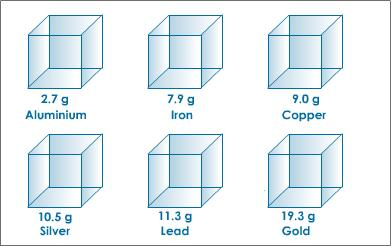 2.7 g
Aluminium
7.9 g
Iron
9.0 g
Copper
10.5 g
Silver
11.3 g
Lead
19.3 g
Gold